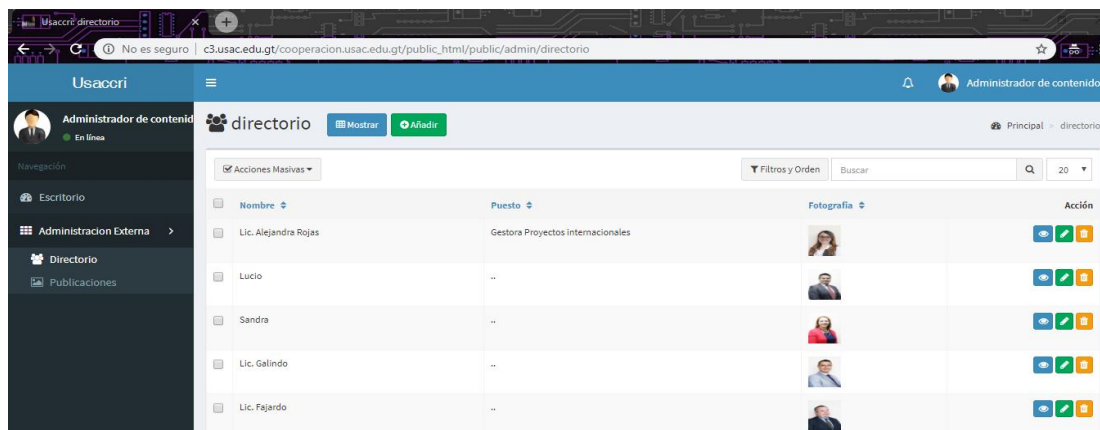 Usaccri: directorio
No es seguro | c3.usac.edu.gt/cooperacion.usac.edu.gt/public_html/public/admin/directorio
Usaccri
Administrador de contenido
Administrador de contenid
En línea
directorio
Mostrar
Añadir
Principal > directorio
Navegación
Acciones Masivas
Filtros y Orden
Buscar
20
Escritorio
Nombre Puesto Fotografia Acción
Administracion Externa
Lic. Alejandra Rojas Gestora Proyectos internacionales
Directorio
Publicaciones
Lucio ..
Sandra ..
Lic. Galindo ..
Lic. Fajardo ..